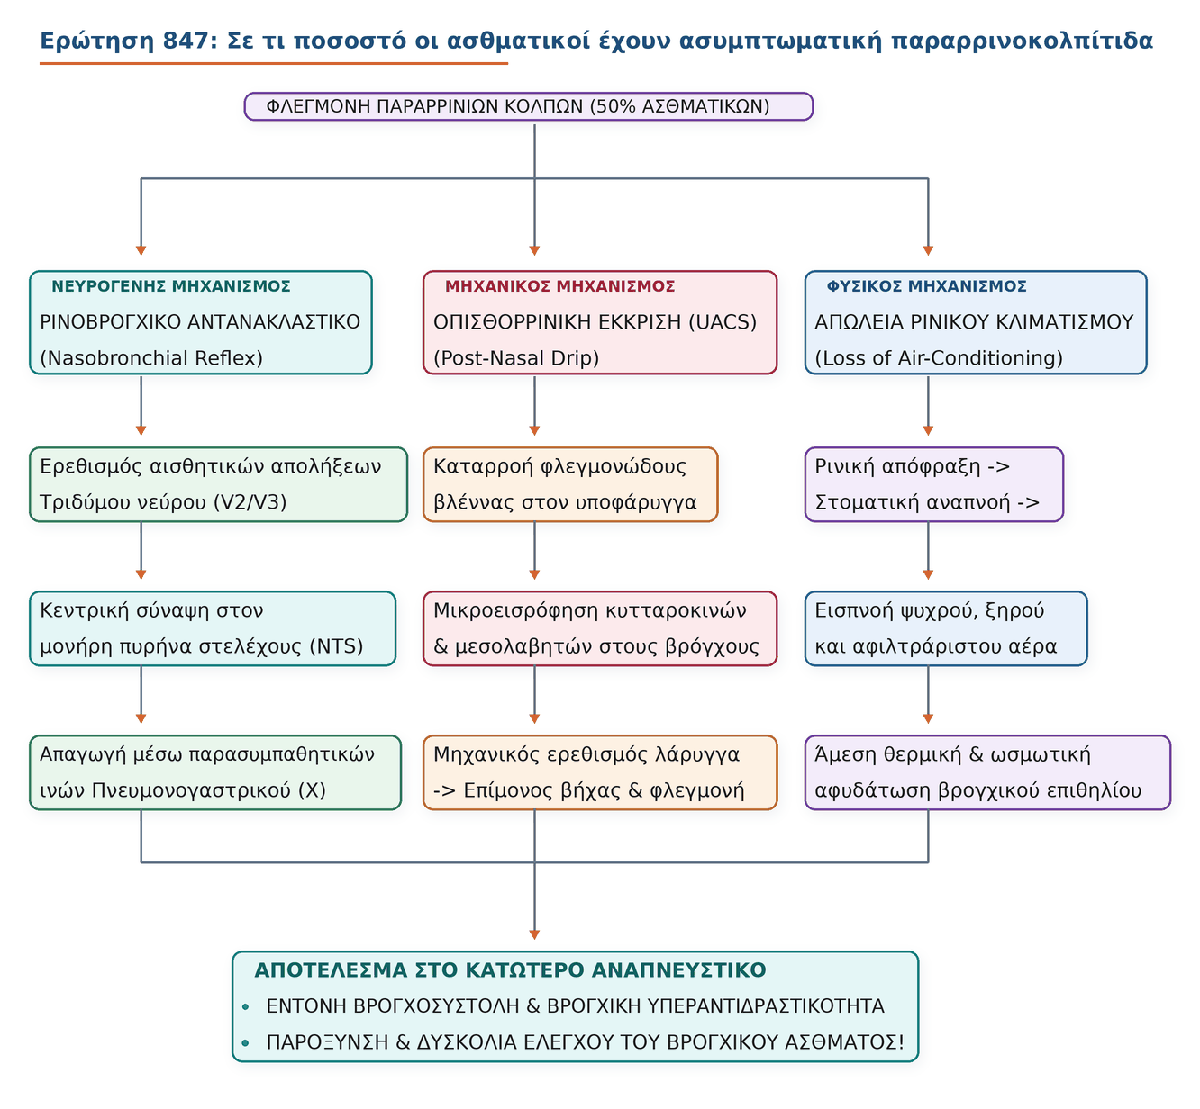 Ερώτηση 847: Σε τι ποσοστό οι ασθματικοί έχουν ασυμπτωματική παραρρινοκολπίτιδα
ΦΛΕΓΜΟΝΗ ΠΑΡΑΡΡΙΝΙΩΝ ΚΟΛΠΩΝ (50% ΑΣΘΜΑΤΙΚΩΝ)
ΝΕΥΡΟΓΕΝΗΣ ΜΗΧΑΝΙΣΜΟΣ
ΡΙΝΟΒΡΟΓΧΙΚΟ ΑΝΤΑΝΑΚΛΑΣΤΙΚΟ
(Nasobronchial Reflex)
ΜΗΧΑΝΙΚΟΣ ΜΗΧΑΝΙΣΜΟΣ
ΟΠΙΣΘΟΡΡΙΝΙΚΗ ΕΚΚΡΙΣΗ (UACS)
(Post-Nasal Drip)
ΦΥΣΙΚΟΣ ΜΗΧΑΝΙΣΜΟΣ
ΑΠΩΛΕΙΑ ΡΙΝΙΚΟΥ ΚΛΙΜΑΤΙΣΜΟΥ
(Loss of Air-Conditioning)
Ερεθισμός αισθητικών απολήξεων
Τριδύμου νεύρου (V2/V3)
Καταρροή φλεγμονώδους
βλέννας στον υποφάρυγγα
Ρινική απόφραξη ->
Στοματική αναπνοή ->
Κεντρική σύναψη στον
μονήρη πυρήνα στελέχους (NTS)
Μικροεισρόφηση κυτταροκινών
& μεσολαβητών στους βρόγχους
Εισπνοή ψυχρού, ξηρού
και αφιλτράριστου αέρα
Απαγωγή μέσω παρασυμπαθητικών
ινών Πνευμονογαστρικού (X)
Μηχανικός ερεθισμός λάρυγγα
-> Επίμονος βήχας & φλεγμονή
Άμεση θερμική & ωσμωτική
αφυδάτωση βρογχικού επιθηλίου
ΑΠΟΤΕΛΕΣΜΑ ΣΤΟ ΚΑΤΩΤΕΡΟ ΑΝΑΠΝΕΥΣΤΙΚΟ
• ΕΝΤΟΝΗ ΒΡΟΓΧΟΣΥΣΤΟΛΗ & ΒΡΟΓΧΙΚΗ ΥΠΕΡΑΝΤΙΔΡΑΣΤΙΚΟΤΗΤΑ
• ΠΑΡΟΞΥΝΣΗ & ΔΥΣΚΟΛΙΑ ΕΛΕΓΧΟΥ ΤΟΥ ΒΡΟΓΧΙΚΟΥ ΑΣΘΜΑΤΟΣ!